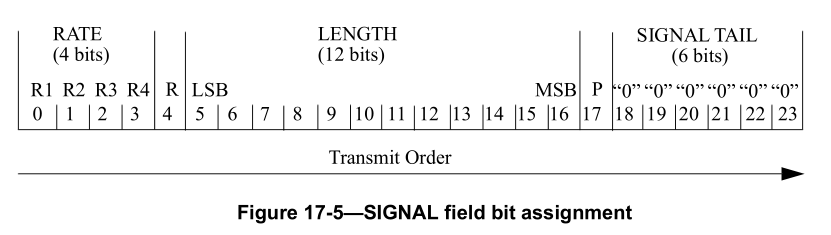 RATE LENGTH SIGNAL TAIL
(4 bits) (12 bits) (6 bits)
R1 R2 R3 R4 R LSB MSB P “0” “0” “0” “0” “0” “0”
0 1 2 3 4 5 6 7 8 9 10 11 12 13 14 15 16 17 18 19 20 21 22 23
Transmit Order
Figure 17-5—SIGNAL field bit assignment